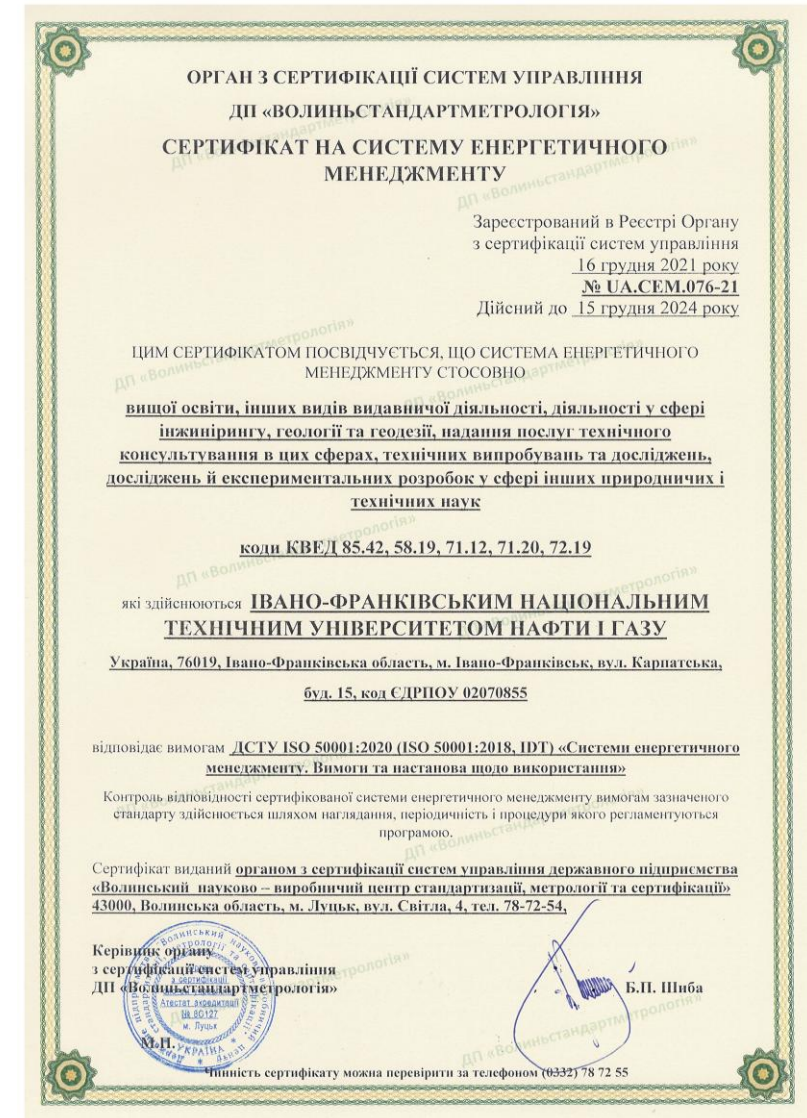 ОРГАН З СЕРТИФІКАЦІЇ СИСТЕМ УПРАВЛІННЯ
ДП «ВОЛИНЬСТАНДАРТМЕТРОЛОГІЯ»
СЕРТИФІКАТ НА СИСТЕМУ ЕНЕРГЕТИЧНОГО
МЕНЕДЖМЕНТУ
Зареєстрований в Реєстрі Органу
з сертифікації систем управління
16 грудня 2021 року
№ UA.CEM.076-21
Дійсний до 15 грудня 2024 року
ЦИМ СЕРТИФІКАТОМ ПОСВІДЧУЄТЬСЯ, ЩО СИСТЕМА ЕНЕРГЕТИЧНОГО
МЕНЕДЖМЕНТУ СТОСОВНО
вищої освіти, інших видів видавничої діяльності, діяльності у сфері
інжинірингу, геології та геодезії, надання послуг технічного
консультування в цих сферах, технічних випробувань та досліджень,
досліджень й експериментальних розробок у сфері інших природничих і
технічних наук
коди КВЕД 85.42, 58.19, 71.12, 71.20, 72.19
які здійснюються ІВАНО-ФРАНКІВСЬКИМ НАЦІОНАЛЬНИМ
ТЕХНІЧНИМ УНІВЕРСИТЕТОМ НАФТИ І ГАЗУ
Україна, 76019, Івано-Франківська область, м. Івано-Франківськ, вул. Карпатська,
буд. 15, код ЄДРПОУ 02070855
відповідає вимогам ДСТУ ISO 50001:2020 (ISO 50001:2018, IDT) «Системи енергетичного
менеджменту. Вимоги та настанова щодо використання»
Контроль відповідності сертифікованої системи енергетичного менеджменту вимогам зазначеного
стандарту здійснюється шляхом наглядання, періодичність і процедури якого регламентуються
програмою.
Сертифікат виданий органом з сертифікації систем управління державного підприємства
«Волинський науково – виробничий центр стандартизації, метрології та сертифікації»
43000, Волинська область, м. Луцьк, вул. Світла, 4, тел. 78-72-54,
Керівник органу
з сертифікації систем управління
ДП «Волиньстандартметрологія»
Б.П. Шиба
М.П.
Атестат акредитації
№ 80127
м. Луцьк
УКРАЇНА
Чинність сертифікату можна перевірити за телефоном (0332) 78 72 55